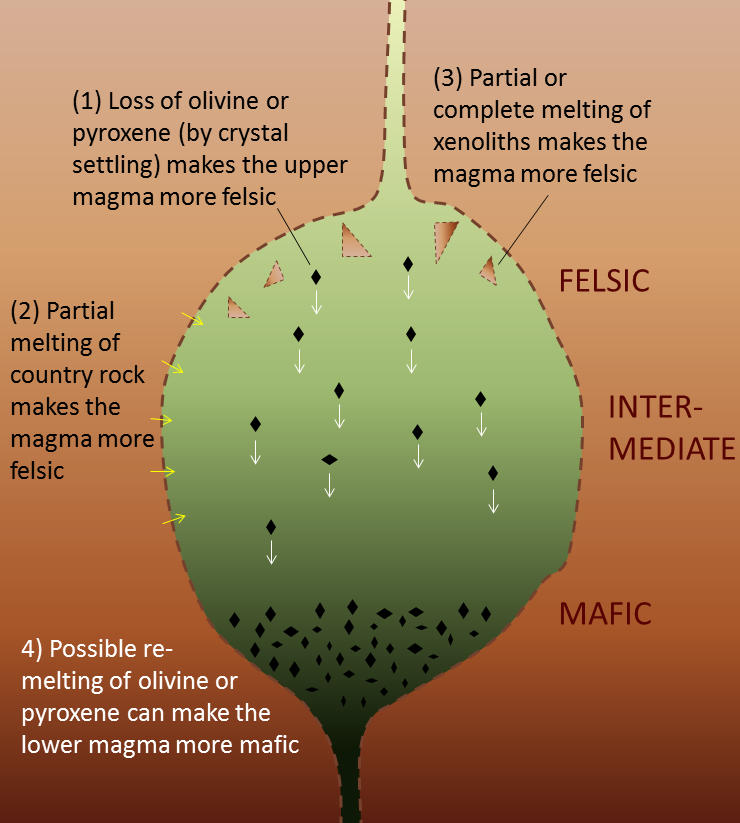 (1) Loss of olivine or
pyroxene (by crystal
settling) makes the upper
magma more felsic
(3) Partial or
complete melting of
xenoliths makes the
magma more felsic
FELSIC
(2) Partial
melting of
country rock
makes the
magma more
felsic
INTER-
MEDIATE
MAFIC
4) Possible re-
melting of olivine or
pyroxene can make the
lower magma more mafic